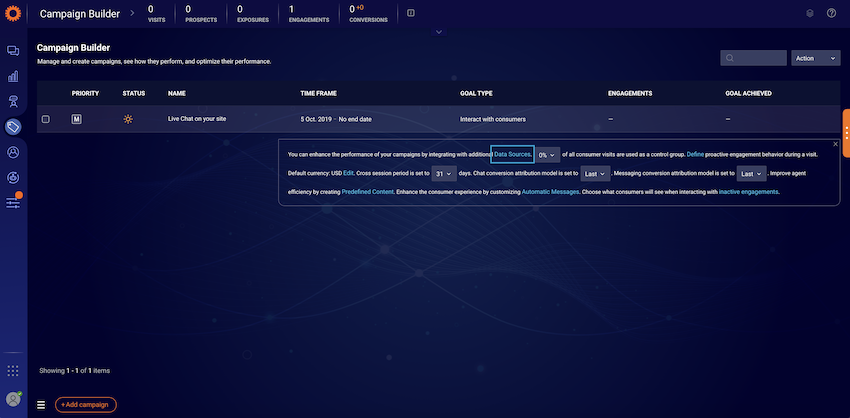 Campaign Builder
0
VISITS
0
PROSPECTS
0
EXPOSURES
1
ENGAGEMENTS
0 +0
CONVERSIONS
Campaign Builder
Manage and create campaigns, see how they perform, and optimize their performance.
Action
PRIORITY STATUS NAME TIME FRAME GOAL TYPE ENGAGEMENTS GOAL ACHIEVED
M Live Chat on your site 5 Oct. 2019 – No end date Interact with consumers – –
You can enhance the performance of your campaigns by integrating with additional Data Sources. 0% of all consumer visits are used as a control group. Define proactive engagement behavior during a visit.
Default currency: USD Edit. Cross session period is set to 31 days. Chat conversion attribution model is set to Last . Messaging conversion attribution model is set to Last . Improve agent
efficiency by creating Predefined Content. Enhance the consumer experience by customizing Automatic Messages. Choose what consumers will see when interacting with inactive engagements.
Showing 1 - 1 of 1 items
+Add campaign